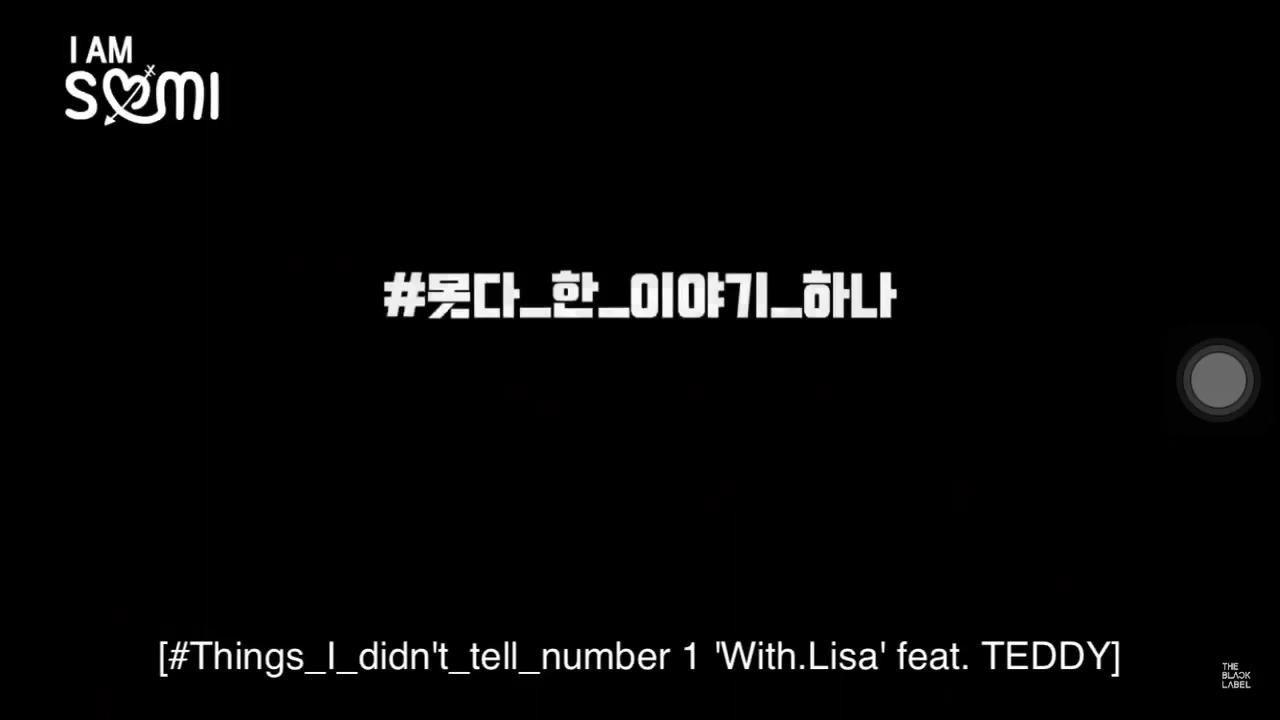 I AM
SOMI
#못다_한_이야기_하나
[#Things_I_didn't_tell_number 1 'With.Lisa' feat. TEDDY]
THE
BLACK
LABEL